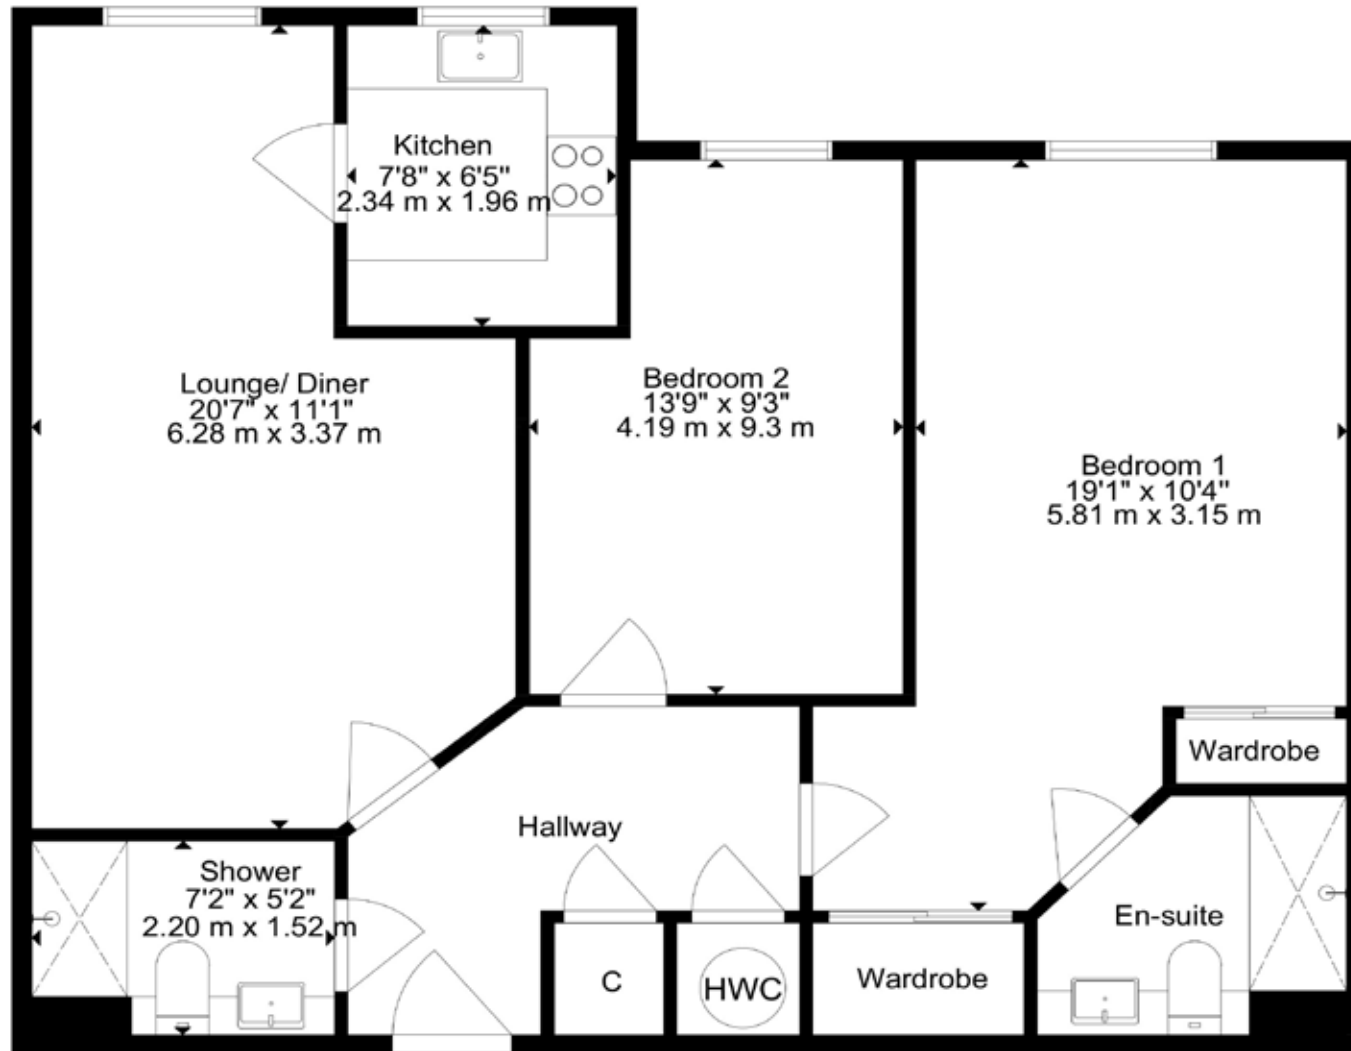 Kitchen
7'8" x 6'5"
2.34 m x 1.96 m
Lounge/ Diner
20'7" x 11'1"
6.28 m x 3.37 m
Bedroom 2
13'9" x 9'3"
4.19 m x 9.3 m
Bedroom 1
19'1" x 10'4"
5.81 m x 3.15 m
Wardrobe
Hallway
Shower
7'2" x 5'2"
2.20 m x 1.52 m
En-suite
C
HWC
Wardrobe